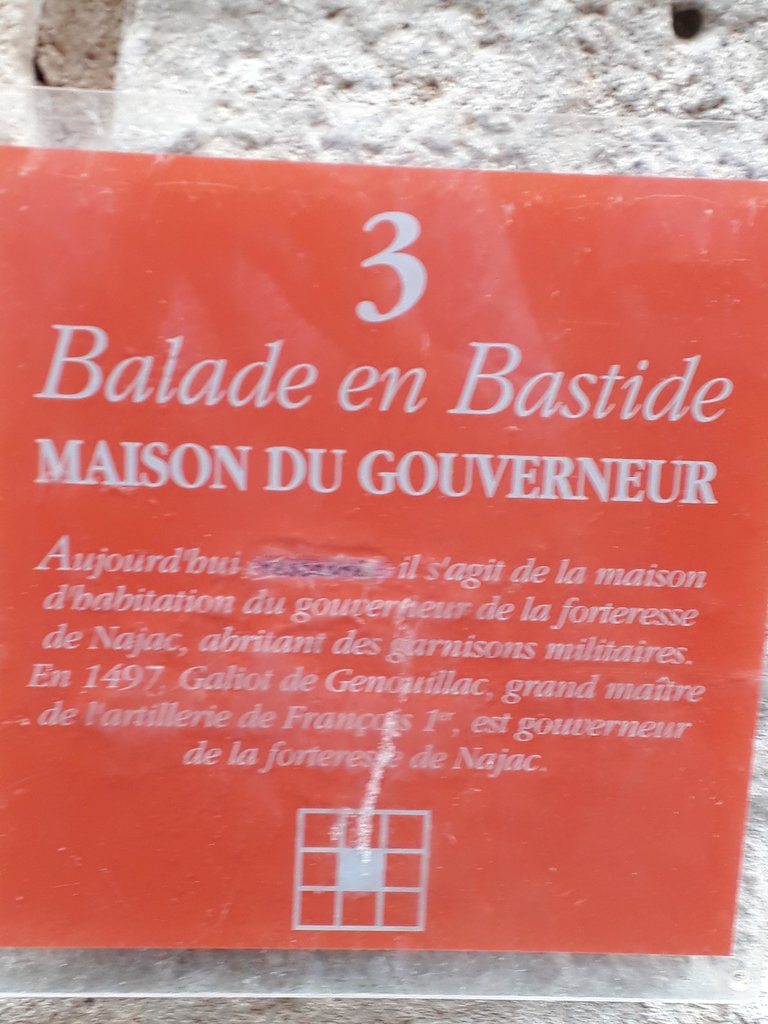 3
Balade en Bastide
MAISON DU GOUVERNEUR
Aujourd'hui il s'agit de la maison
d'habitation du gouverneur de la forteresse
de Najac, abritant des garnisons militaires.
En 1497, Galiot de Genouillac, grand maître
de l'artillerie de François 1er, est gouverneur
de la forteresse de Najac.